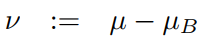 ν := μ − μ_B